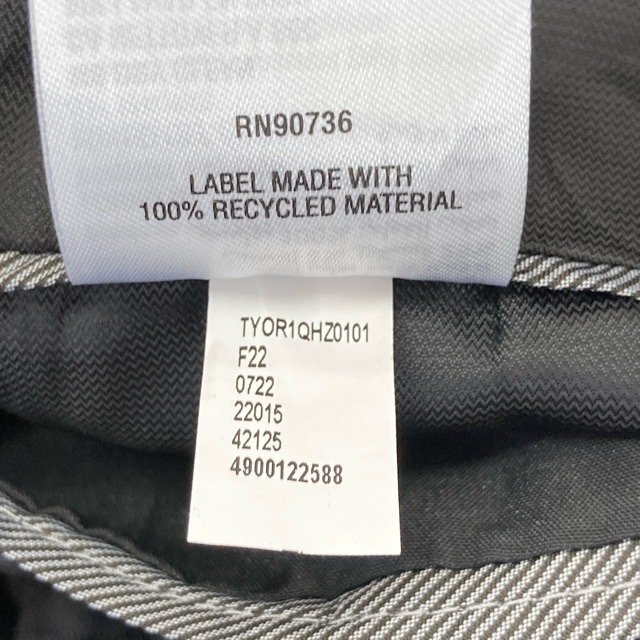 RN90736
LABEL MADE WITH
100% RECYCLED MATERIAL
TYOR1QHZ0101
F22
0722
22015
42125
4900122588